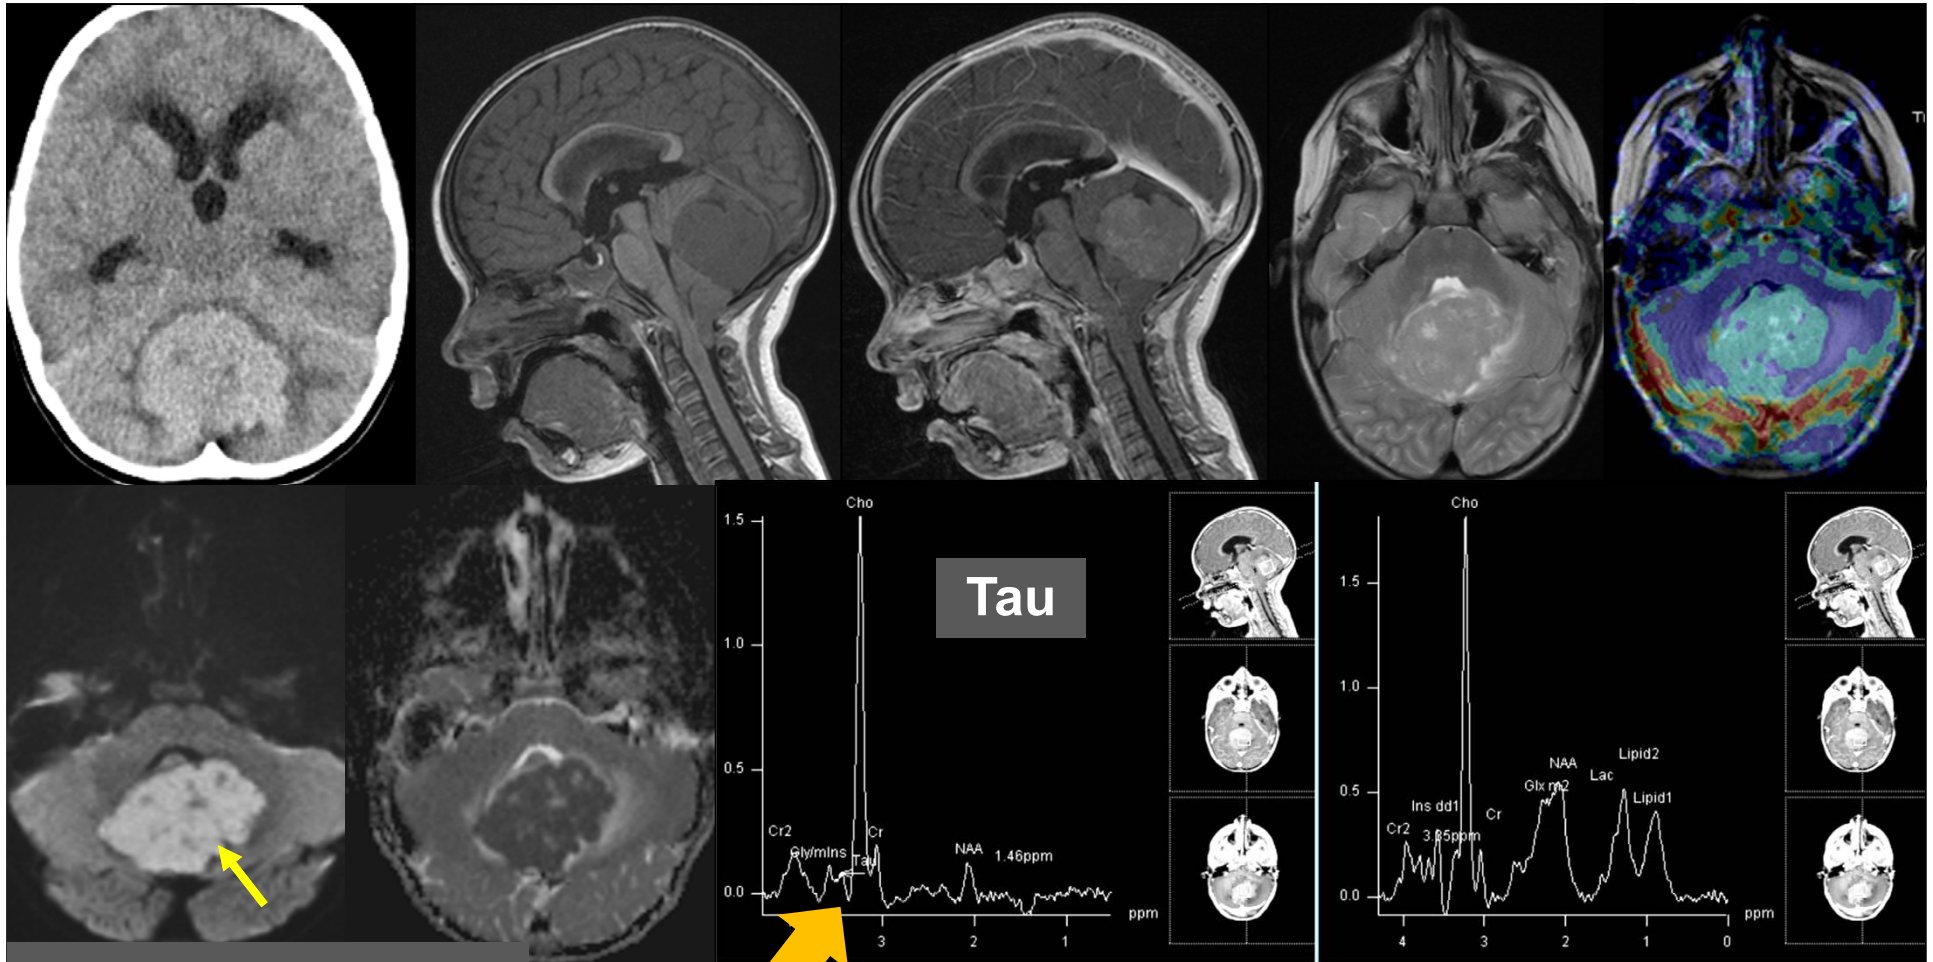 Tau
Cho
1.5
1.0
0.5
0.0
Cr2
Gly/mIns
Tau
Cr
NAA
1.46ppm
ppm
3
2
1
Cho
1.5
1.0
0.5
0.0
Cr2
Ins dd1
3.35ppm
Cr
Glx m2
NAA
Lac
Lipid2
Lipid1
ppm
4
3
2
1
0